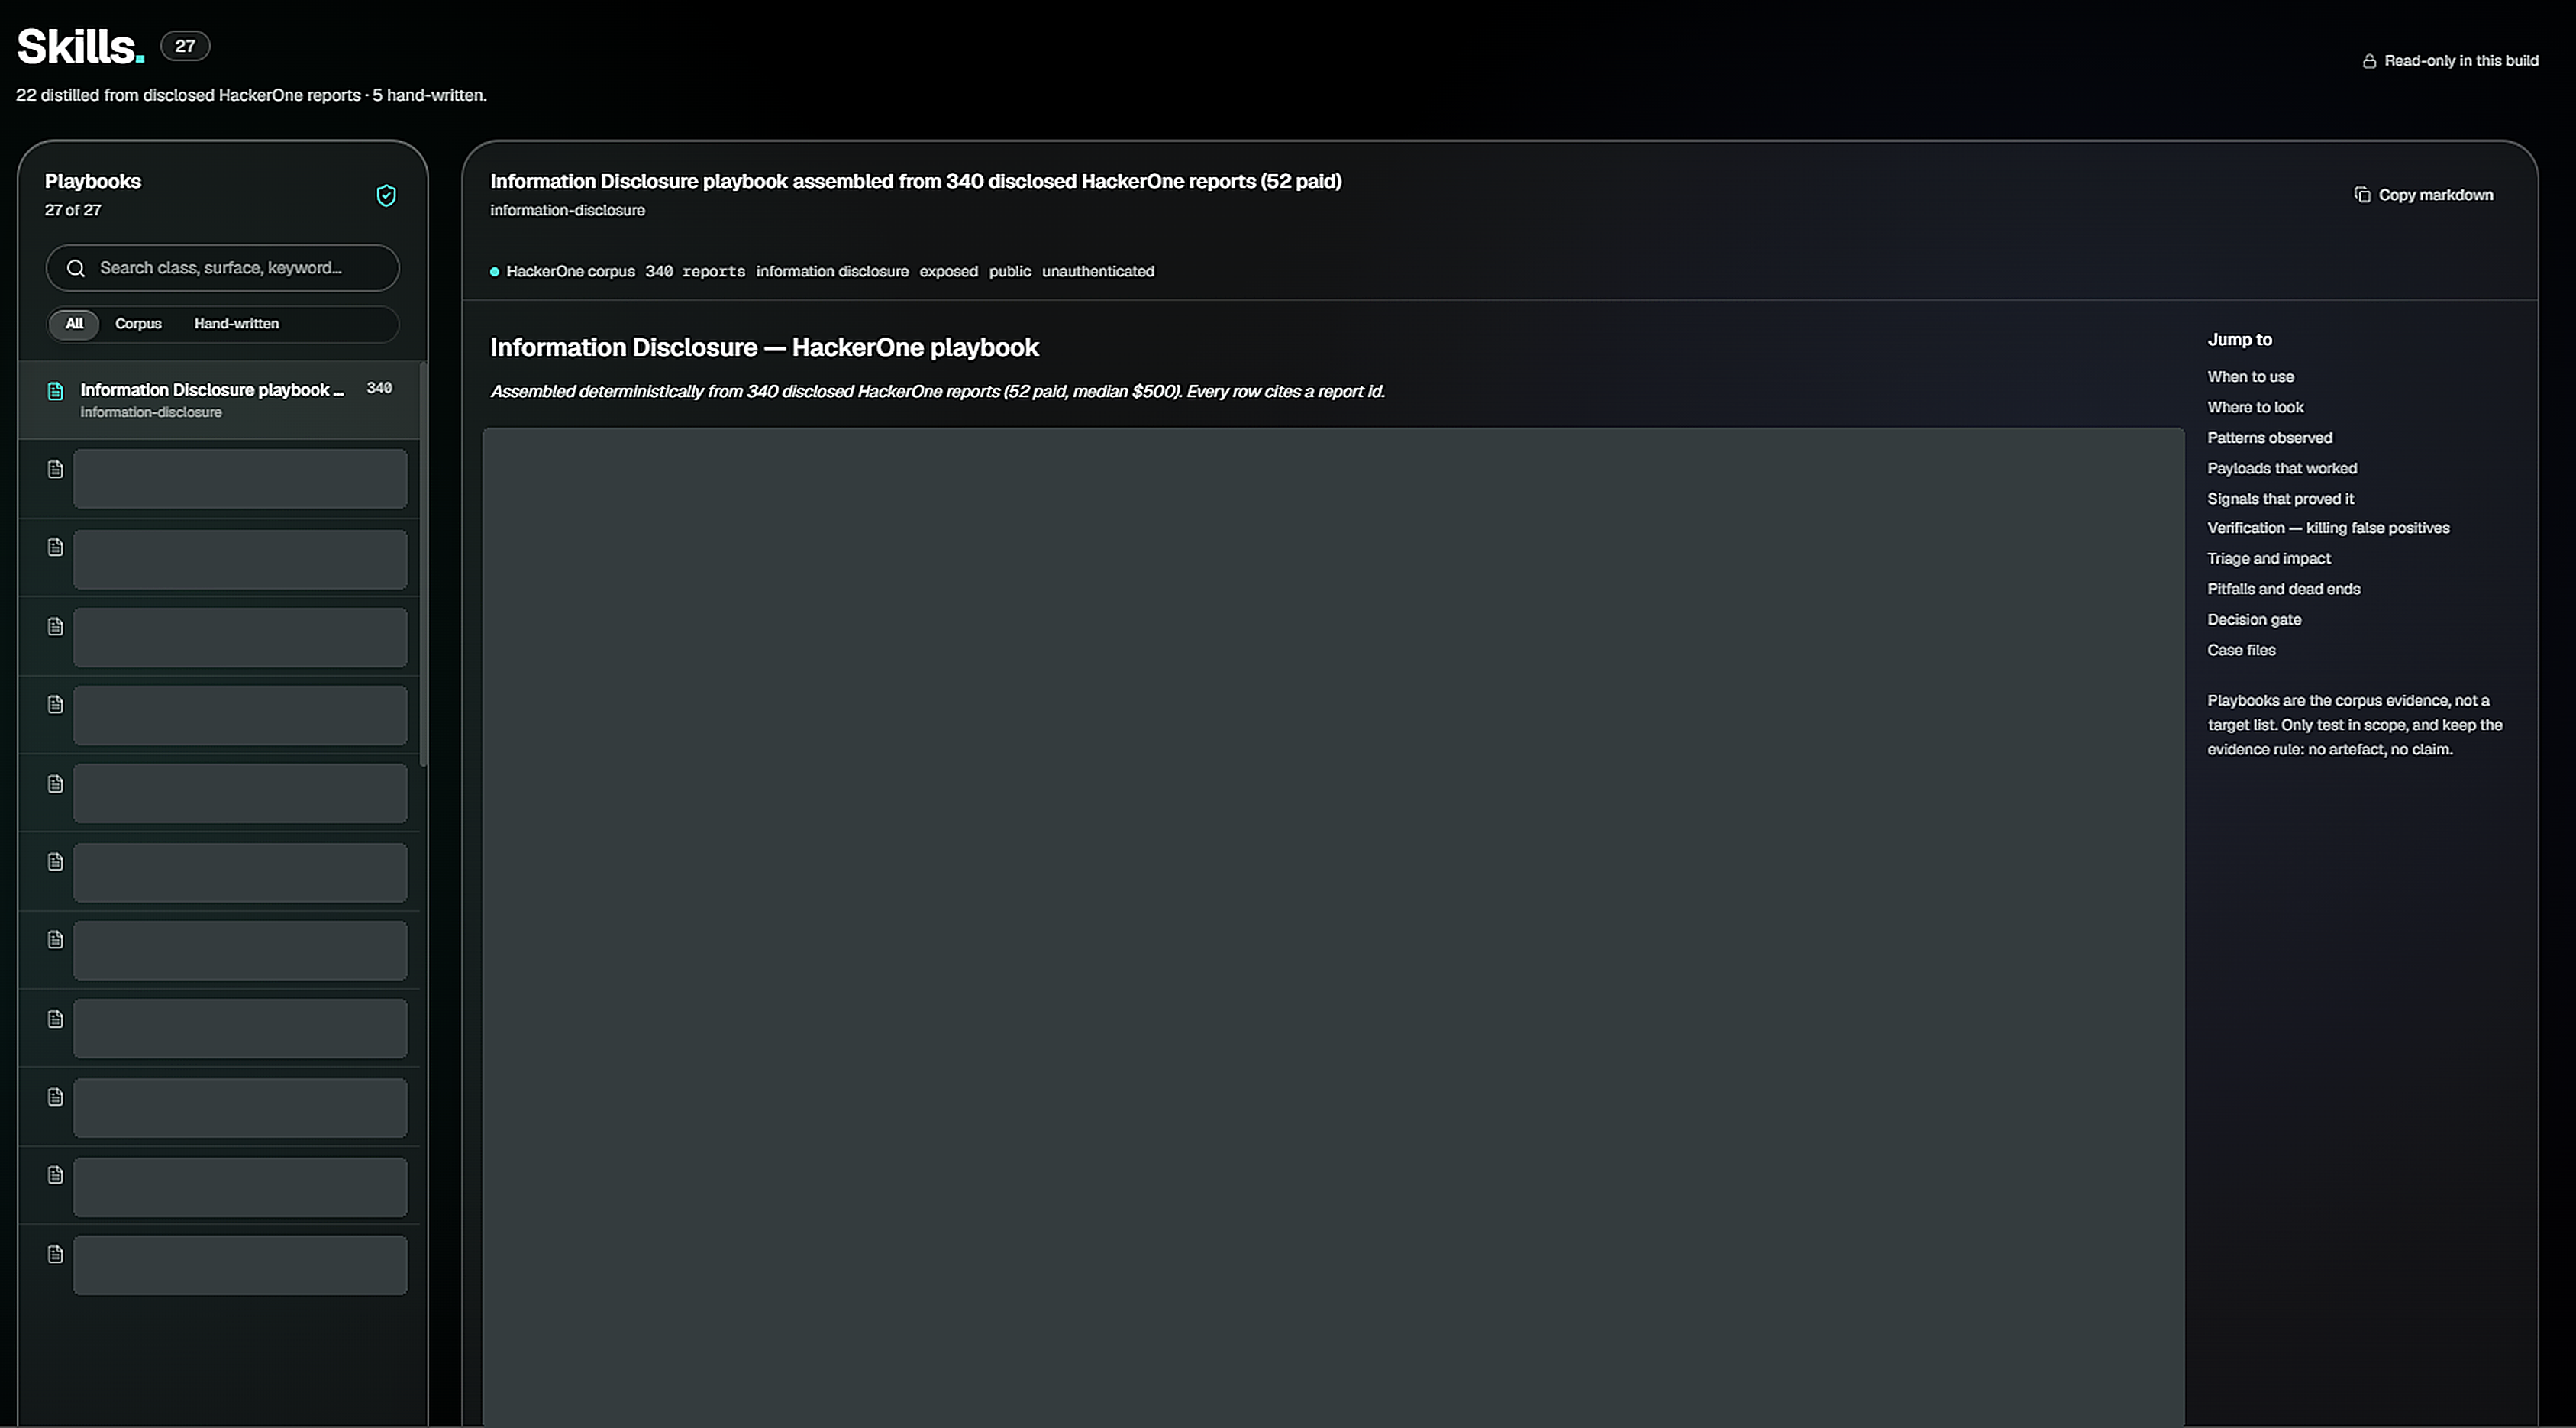 Skills. 27
22 distilled from disclosed HackerOne reports · 5 hand-written.
Read-only in this build
Playbooks
27 of 27
Search class, surface, keyword...
All Corpus Hand-written
Information Disclosure playbook ... 340
information-disclosure
Information Disclosure playbook assembled from 340 disclosed HackerOne reports (52 paid)
information-disclosure
Copy markdown
HackerOne corpus 340 reports information disclosure exposed public unauthenticated
Information Disclosure — HackerOne playbook
Assembled deterministically from 340 disclosed HackerOne reports (52 paid, median $500). Every row cites a report id.
Jump to
When to use
Where to look
Patterns observed
Payloads that worked
Signals that proved it
Verification — killing false positives
Triage and impact
Pitfalls and dead ends
Decision gate
Case files
Playbooks are the corpus evidence, not a
target list. Only test in scope, and keep the
evidence rule: no artefact, no claim.